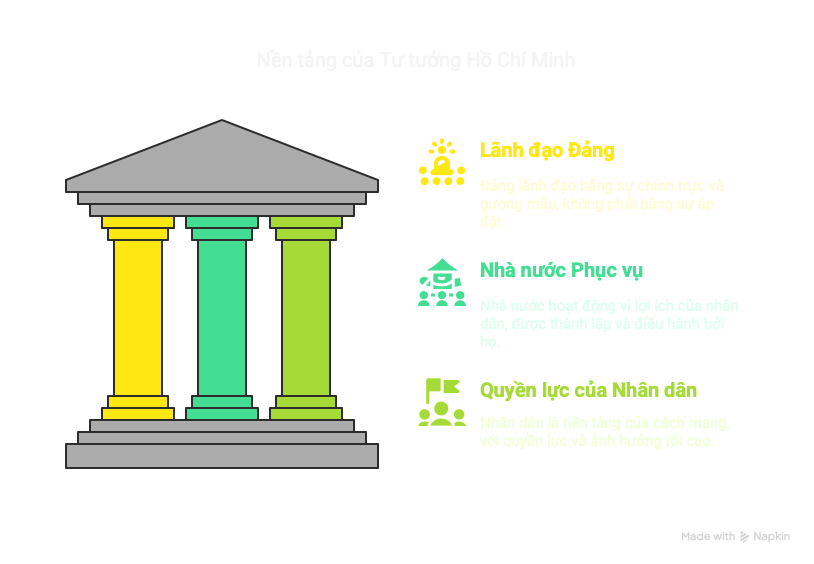 Nền tảng của Tư tưởng Hồ Chí Minh
Lãnh đạo Đảng
Đảng lãnh đạo bằng sự chính trực và
gương mẫu, không phải bằng sự áp
đặt.
Nhà nước Phục vụ
Nhà nước hoạt động vì lợi ích của nhân
dân, được thành lập và điều hành bởi
họ.
Quyền lực của Nhân dân
Nhân dân là nền tảng của cách mạng,
với quyền lực và ảnh hưởng tối cao.
Made with Napkin